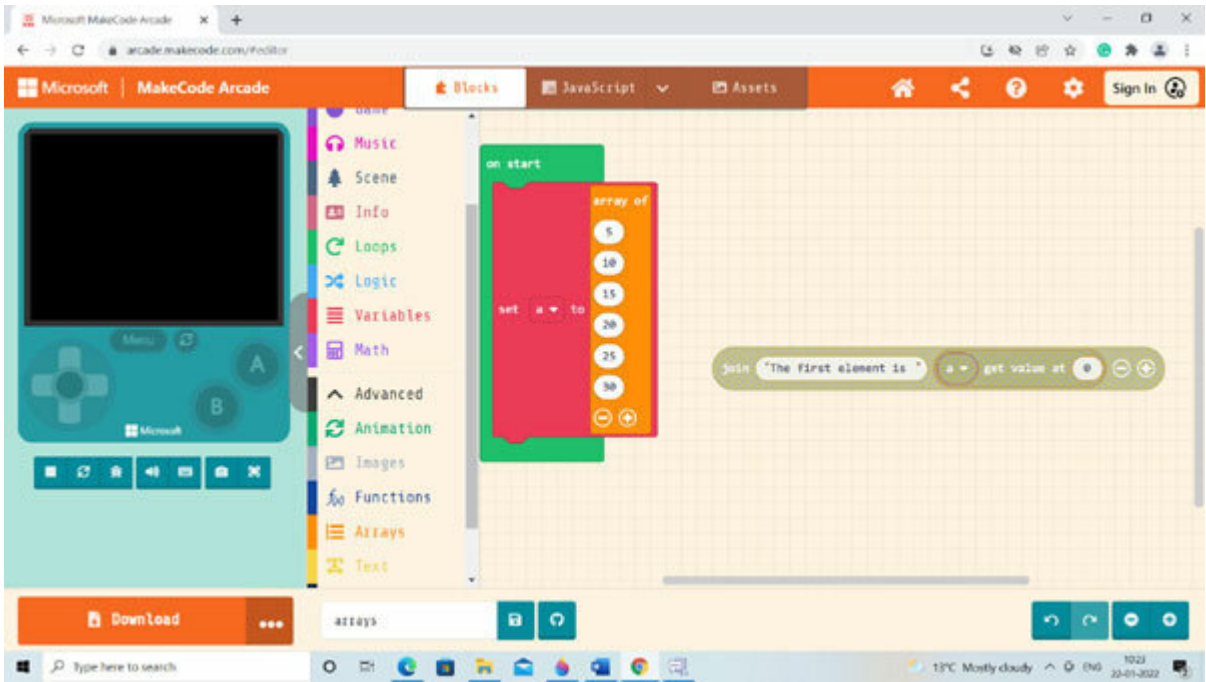 Microsoft MakeCode Arcade
arcade.makecode.com/#editor
Microsoft | MakeCode Arcade
Blocks
JavaScript
Assets
Sign In
Game
Music
Scene
Info
Loops
Logic
Variables
Math
Advanced
Animation
Images
Functions
Arrays
Text
Menu
A
B
Microsoft
on start
set a to
array of
5
10
15
20
25
30
join "The first element is " a get value at 0
Download
arrays
Type here to search
13°C Mostly cloudy
ENG
10:23
22-01-2022